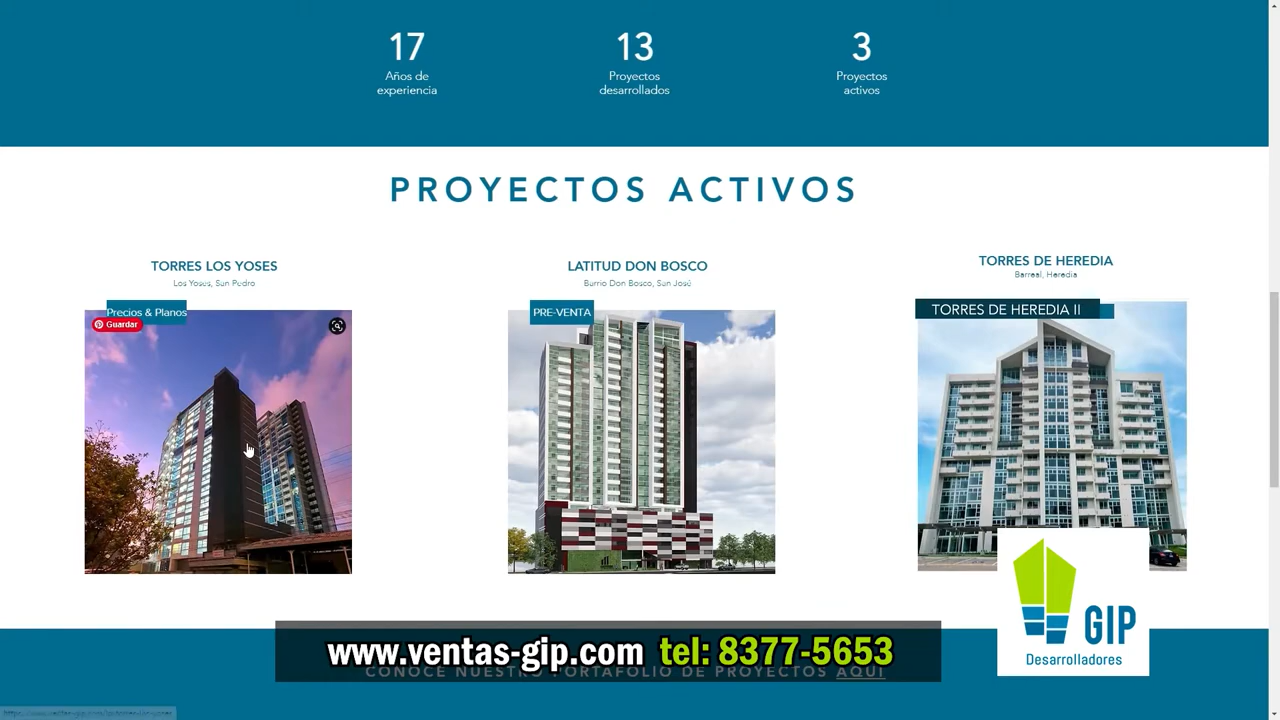 17
Años de
experiencia
13
Proyectos
desarrollados
3
Proyectos
activos
PROYECTOS ACTIVOS
TORRES LOS YOSES
Los Yoses, San Pedro
Precios & Planos
Guardar
LATITUD DON BOSCO
Barrio Don Bosco, San José
PRE-VENTA
TORRES DE HEREDIA
Barreal, Heredia
TORRES DE HEREDIA II
GIP
Desarrolladores
www.ventas-gip.com tel: 8377-5653
CONOCE NUESTRO PORTAFOLIO DE PROYECTOS AQUÍ